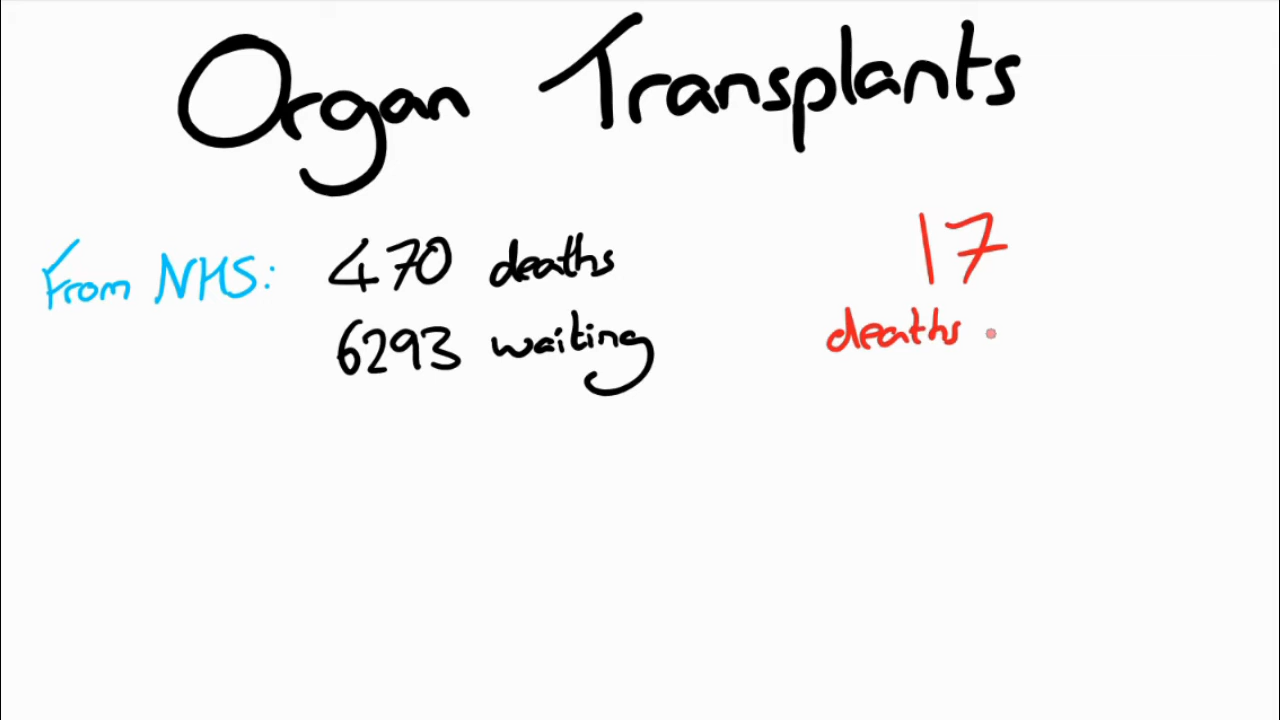 Organ Transplants
From NHS: 470 deaths
6293 waiting
17
deaths